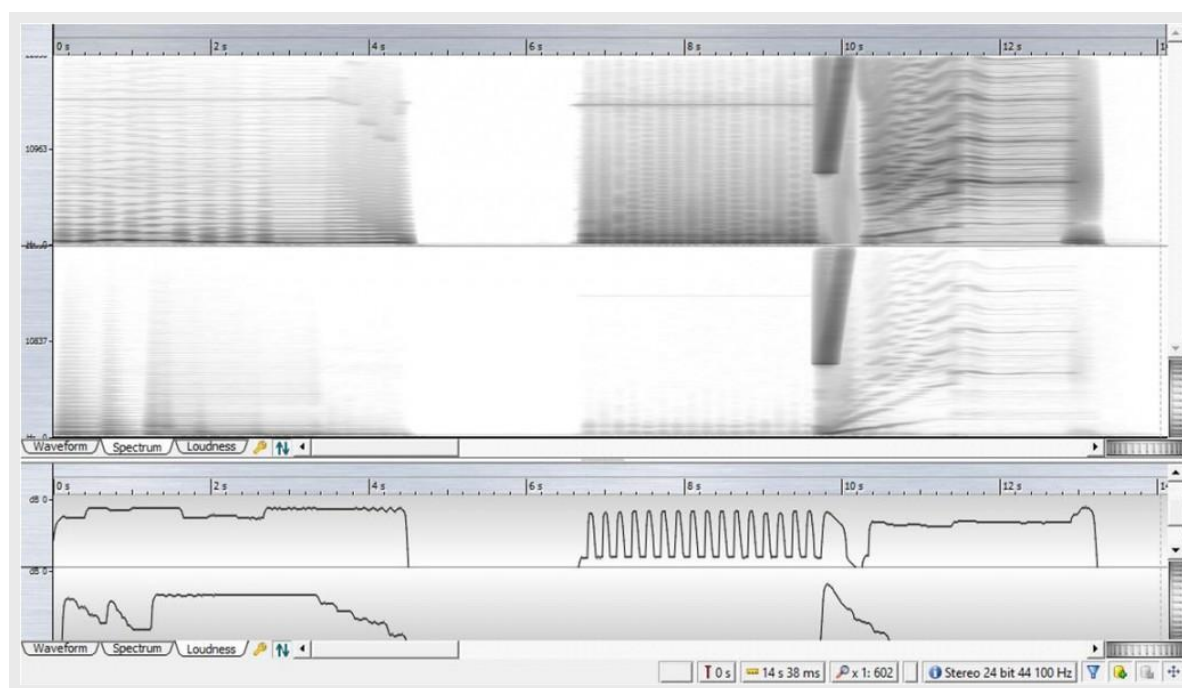 0 s 2 s 4 s 6 s 8 s 10 s 12 s
10963
10837
Waveform Spectrum Loudness
0 s 2 s 4 s 6 s 8 s 10 s 12 s
dB 0
dB 0
Waveform Spectrum Loudness
0 s 14 s 38 ms x 1: 602 Stereo 24 bit 44 100 Hz